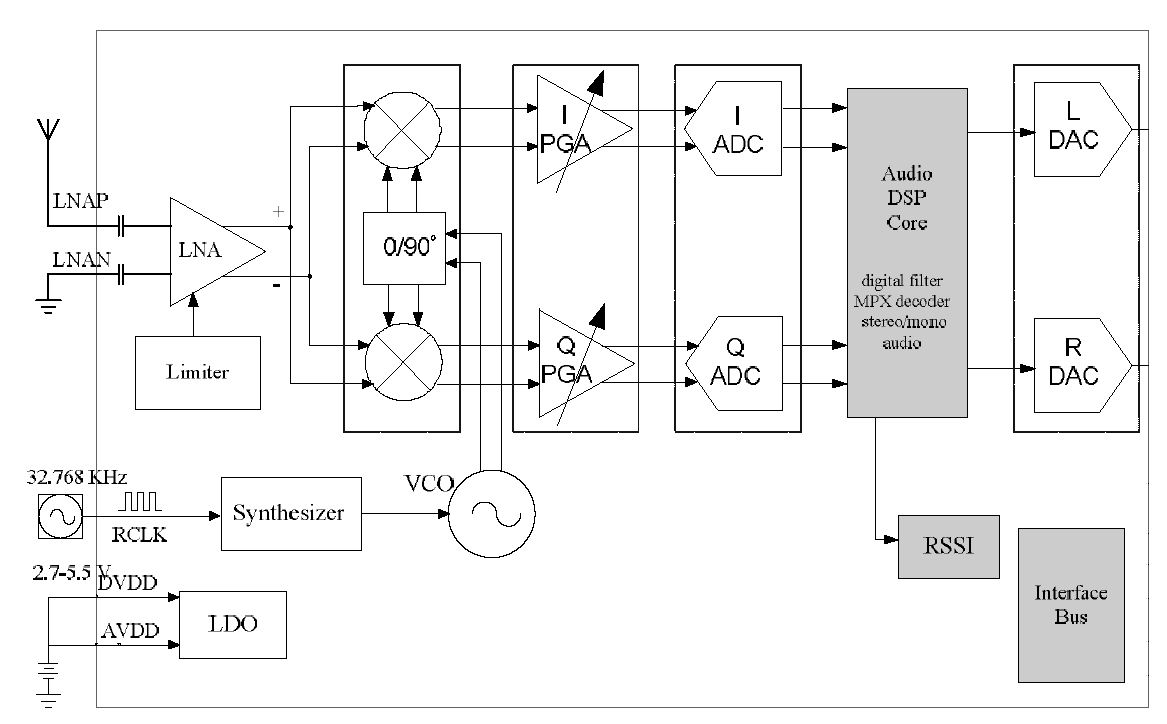 I
PGA
I
ADC
L
DAC
Audio
DSP
Core
digital filter
MPX decoder
stereo/mono
audio
LNAP
LNAN
LNA
+
-
0/90°
Limiter
Q
PGA
Q
ADC
R
DAC
32.768 KHz
RCLK
Synthesizer
VCO
RSSI
Interface
Bus
2.7-5.5 V
DVDD
AVDD
LDO